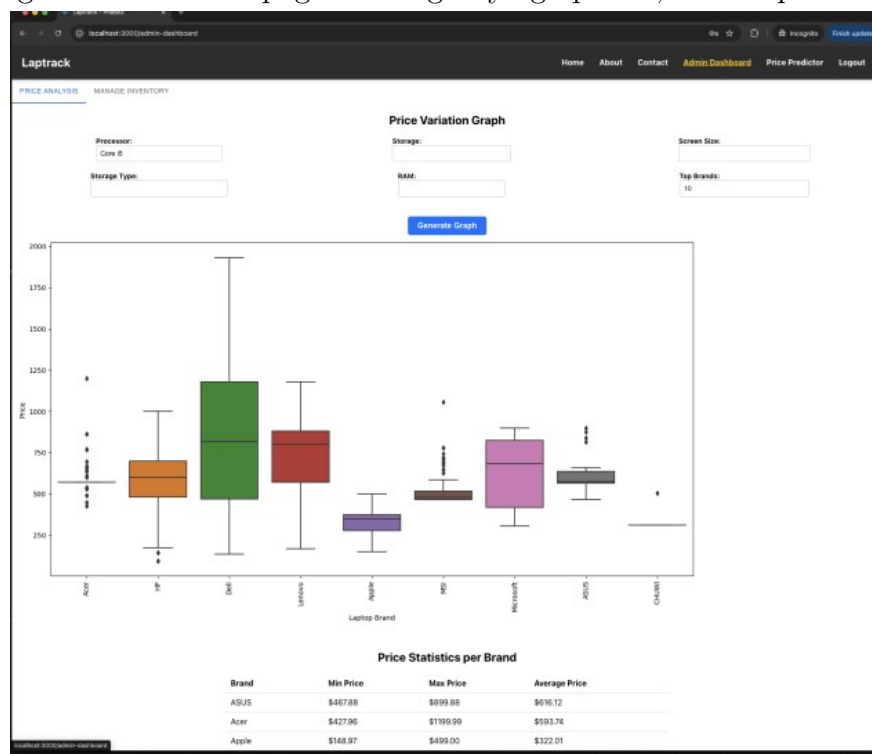 localhost:3000/admin-dashboard
Incognito
Finish update
Laptrack
Home About Contact Admin Dashboard Price Predictor Logout
PRICE ANALYSIS MANAGE INVENTORY
Price Variation Graph
Processor: Storage: Screen Size:
Core i5
Storage Type: RAM: Top Brands:
10
Generate Graph
2000
1750
1500
1250
1000
750
500
250
Price
Acer HP Dell Lenovo Apple MSI Microsoft ASUS CHUWI
Laptop Brand
Price Statistics per Brand
Brand Min Price Max Price Average Price
ASUS $467.88 $899.88 $616.12
Acer $427.96 $1199.99 $593.74
Apple $148.97 $499.00 $322.01
localhost:3000/admin-dashboard